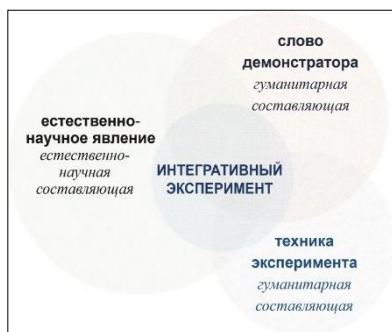 слово
демонстратора
гуманитарная
составляющая
естественно-
научное явление
естественно-
научная
составляющая
ИНТЕГРАТИВНЫЙ
ЭКСПЕРИМЕНТ
техника
эксперимента
гуманитарная
составляющая